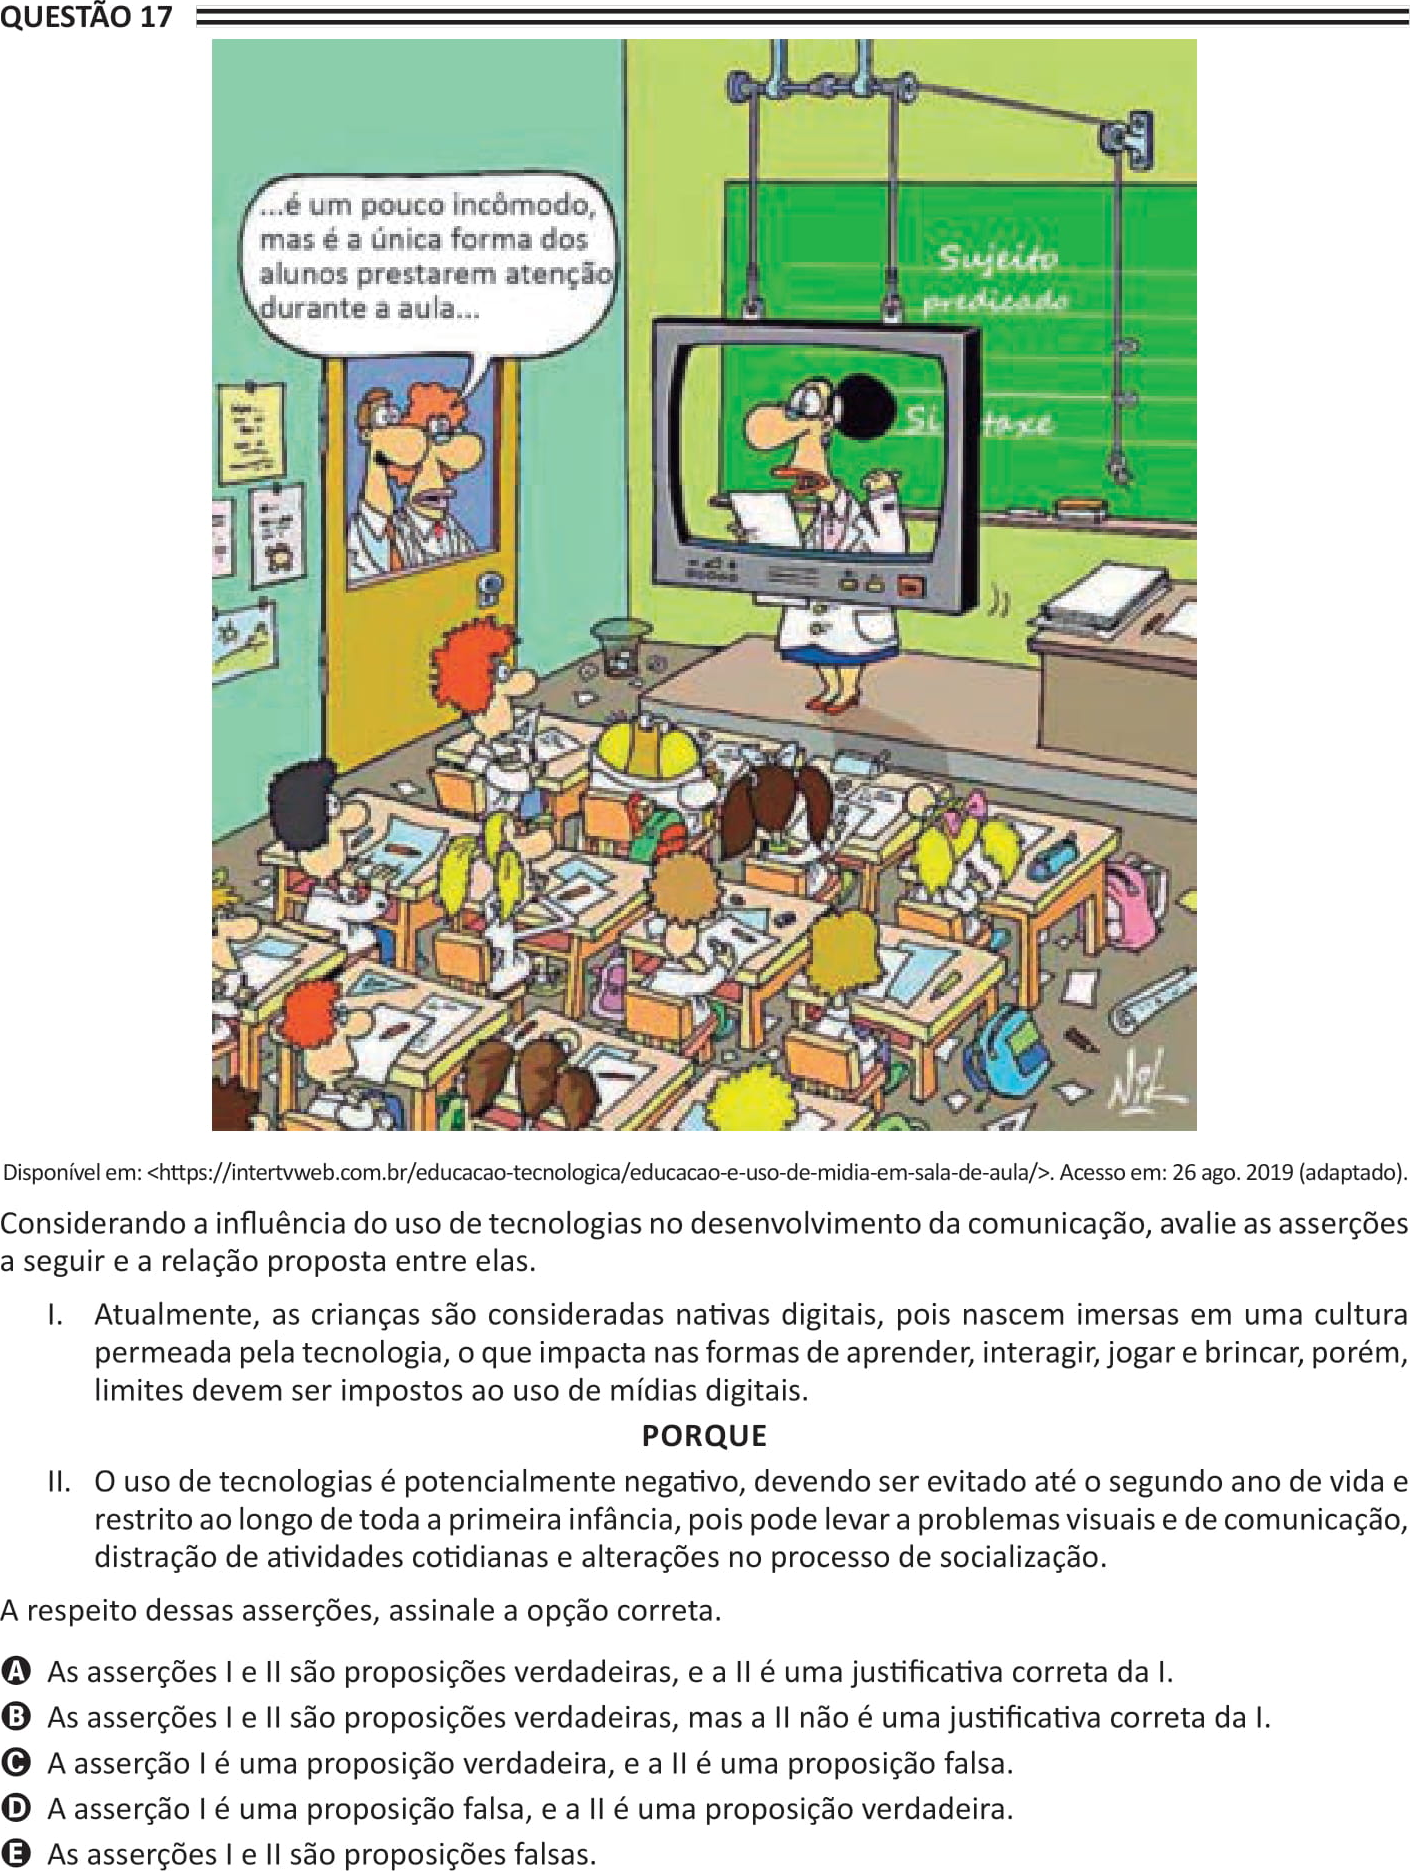 QUESTÃO 17
...é um pouco incômodo,
mas é a única forma dos
alunos prestarem atenção
durante a aula...
Sujeito
predicado
Si taxe
NiK
Disponível em: <https://intertvweb.com.br/educacao-tecnologica/educacao-e-uso-de-midia-em-sala-de-aula/>. Acesso em: 26 ago. 2019 (adaptado).
Considerando a influência do uso de tecnologias no desenvolvimento da comunicação, avalie as asserções
a seguir e a relação proposta entre elas.
I. Atualmente, as crianças são consideradas nativas digitais, pois nascem imersas em uma cultura
permeada pela tecnologia, o que impacta nas formas de aprender, interagir, jogar e brincar, porém,
limites devem ser impostos ao uso de mídias digitais.
PORQUE
II. O uso de tecnologias é potencialmente negativo, devendo ser evitado até o segundo ano de vida e
restrito ao longo de toda a primeira infância, pois pode levar a problemas visuais e de comunicação,
distração de atividades cotidianas e alterações no processo de socialização.
A respeito dessas asserções, assinale a opção correta.
A As asserções I e II são proposições verdadeiras, e a II é uma justificativa correta da I.
B As asserções I e II são proposições verdadeiras, mas a II não é uma justificativa correta da I.
C A asserção I é uma proposição verdadeira, e a II é uma proposição falsa.
D A asserção I é uma proposição falsa, e a II é uma proposição verdadeira.
E As asserções I e II são proposições falsas.